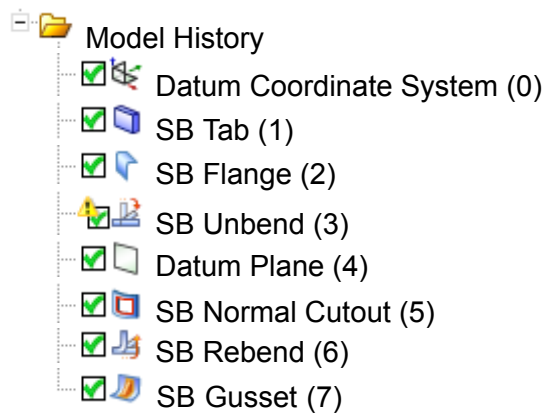 Model History
Datum Coordinate System (0)
SB Tab (1)
SB Flange (2)
SB Unbend (3)
Datum Plane (4)
SB Normal Cutout (5)
SB Rebend (6)
SB Gusset (7)